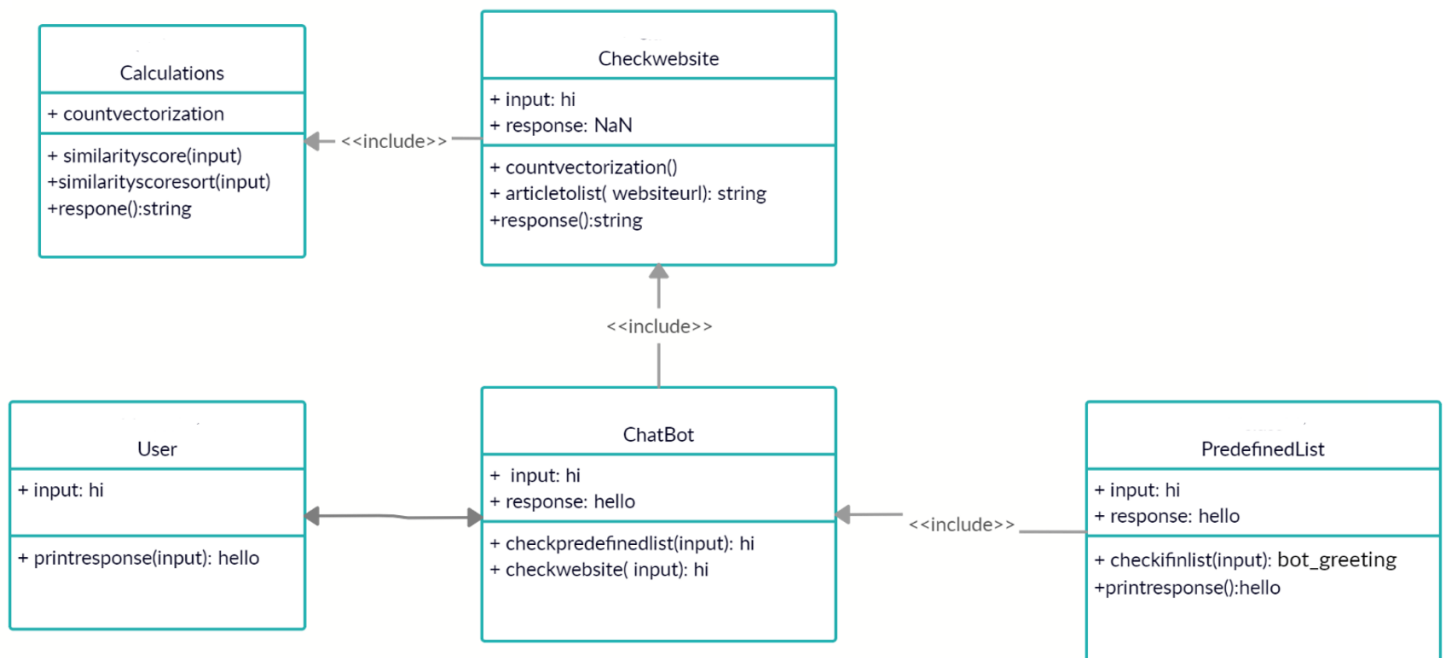 Calculations
+ countvectorization
+ similarityscore(input)
+similarityscoresort(input)
+respone():string
<<include>>
Checkwebsite
+ input: hi
+ response: NaN
+ countvectorization()
+ articletolist( websiteurl): string
+response():string
<<include>>
User
+ input: hi
+ printresponse(input): hello
ChatBot
+ input: hi
+ response: hello
+ checkpredefinedlist(input): hi
+ checkwebsite( input): hi
<<include>>
PredefinedList
+ input: hi
+ response: hello
+ checkifinlist(input): bot_greeting
+printresponse():hello